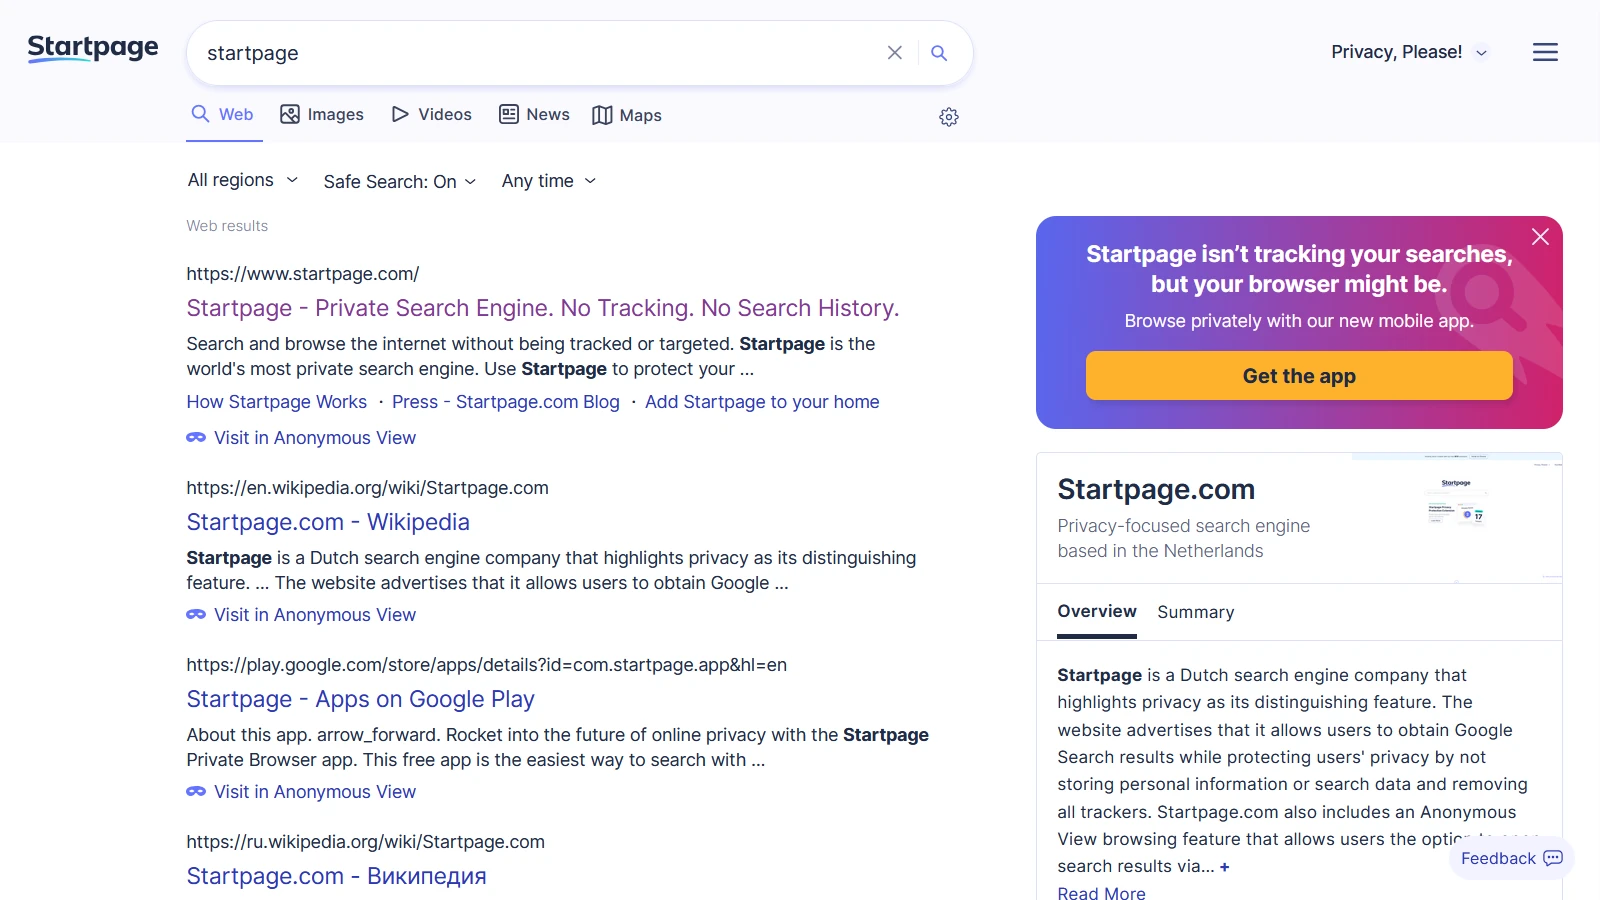 Startpage
startpage
Privacy, Please!
Web
Images
Videos
News
Maps
All regions
Safe Search: On
Any time
Web results
https://www.startpage.com/
Startpage - Private Search Engine. No Tracking. No Search History.
Search and browse the internet without being tracked or targeted. Startpage is the
world's most private search engine. Use Startpage to protect your ...
How Startpage Works · Press - Startpage.com Blog · Add Startpage to your home
Visit in Anonymous View
https://en.wikipedia.org/wiki/Startpage.com
Startpage.com - Wikipedia
Startpage is a Dutch search engine company that highlights privacy as its distinguishing
feature. ... The website advertises that it allows users to obtain Google ...
Visit in Anonymous View
https://play.google.com/store/apps/details?id=com.startpage.app&hl=en
Startpage - Apps on Google Play
About this app. arrow_forward. Rocket into the future of online privacy with the Startpage
Private Browser app. This free app is the easiest way to search with ...
Visit in Anonymous View
https://ru.wikipedia.org/wiki/Startpage.com
Startpage.com - Википедия
Startpage isn’t tracking your searches,
but your browser might be.
Browse privately with our new mobile app.
Get the app
Startpage.com
Privacy-focused search engine
based in the Netherlands
Startpage
17
Overview
Summary
Startpage is a Dutch search engine company that
highlights privacy as its distinguishing feature. The
website advertises that it allows users to obtain Google
Search results while protecting users' privacy by not
storing personal information or search data and removing
all trackers. Startpage.com also includes an Anonymous
View browsing feature that allows users the option to open
search results via... +
Read More
Feedback